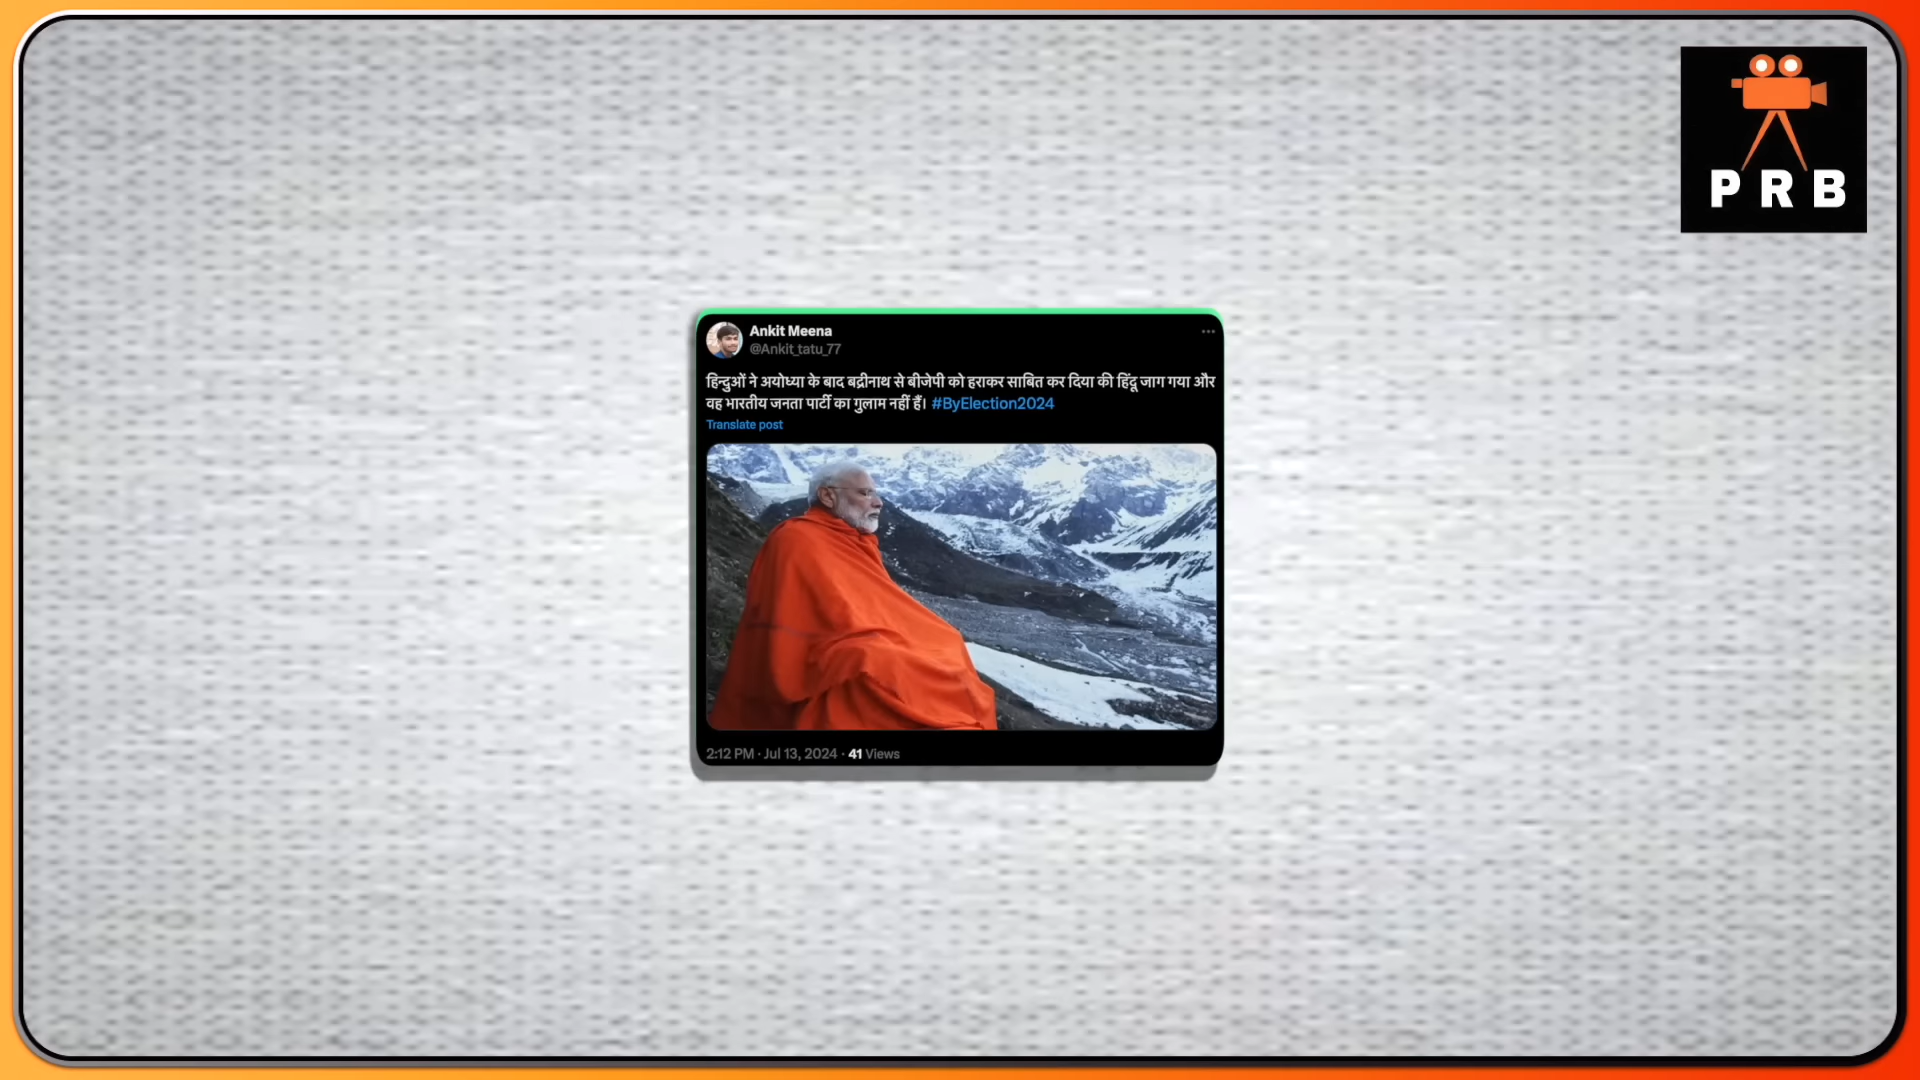 P R B
Ankit Meena
@Ankit_tatu_77
हिन्दुओं ने अयोध्या के बाद बद्रीनाथ से बीजेपी को हराकर साबित कर दिया की हिंदू जाग गया और
वह भारतीय जनता पार्टी का गुलाम नहीं हैं। #ByElection2024
Translate post
2:12 PM · Jul 13, 2024 · 41 Views